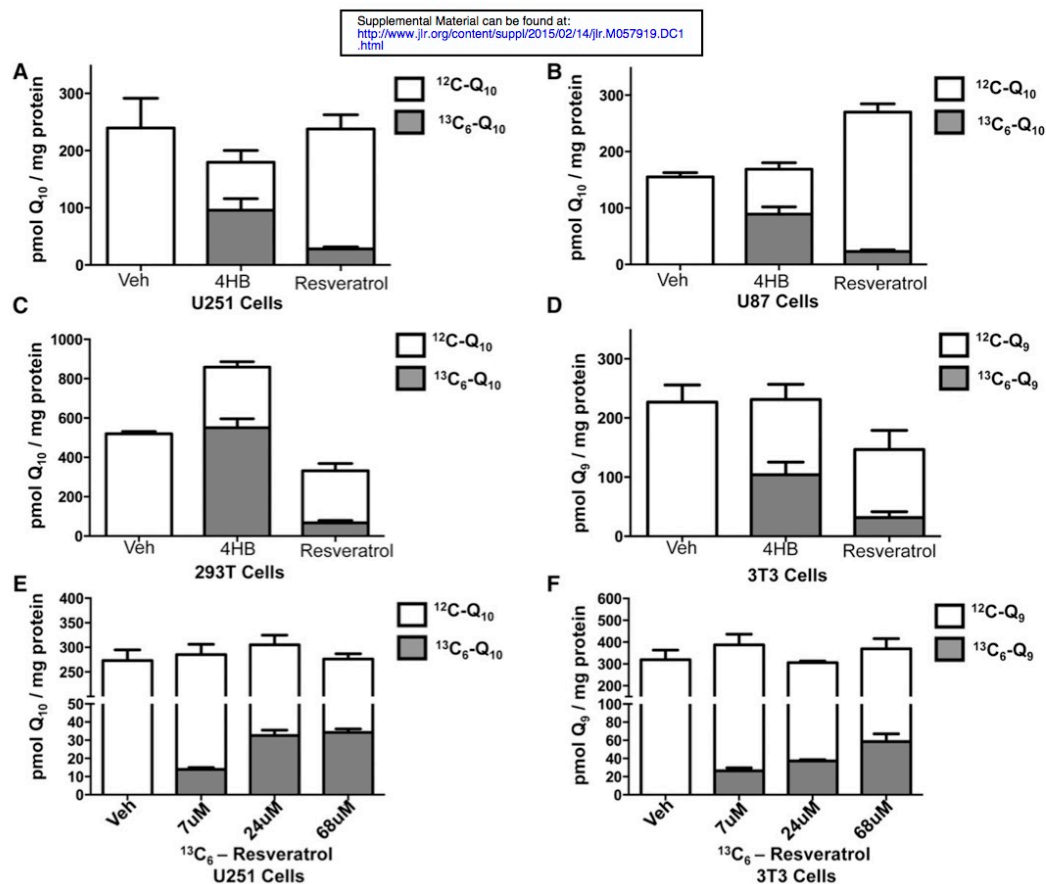 Supplemental Material can be found at:
http://www.jlr.org/content/suppl/2015/02/14/jlr.M057919.DC1
.html
A
pmol Q₁₀ / mg protein
300
200
100
0
¹²C-Q₁₀
¹³C₆-Q₁₀
Veh 4HB Resveratrol
U251 Cells
B
pmol Q₁₀ / mg protein
300
200
100
0
¹²C-Q₁₀
¹³C₆-Q₁₀
Veh 4HB Resveratrol
U87 Cells
C
pmol Q₁₀ / mg protein
1000
800
600
400
200
0
¹²C-Q₁₀
¹³C₆-Q₁₀
Veh 4HB Resveratrol
293T Cells
D
pmol Q₉ / mg protein
300
200
100
0
¹²C-Q₉
¹³C₆-Q₉
Veh 4HB Resveratrol
3T3 Cells
E
pmol Q₁₀ / mg protein
400
350
300
250
50
40
30
20
10
0
¹²C-Q₁₀
¹³C₆-Q₁₀
Veh 7uM 24uM 68uM
¹³C₆ – Resveratrol
U251 Cells
F
pmol Q₉ / mg protein
600
500
400
300
200
100
80
60
40
20
0
¹²C-Q₉
¹³C₆-Q₉
Veh 7uM 24uM 68uM
¹³C₆ – Resveratrol
3T3 Cells